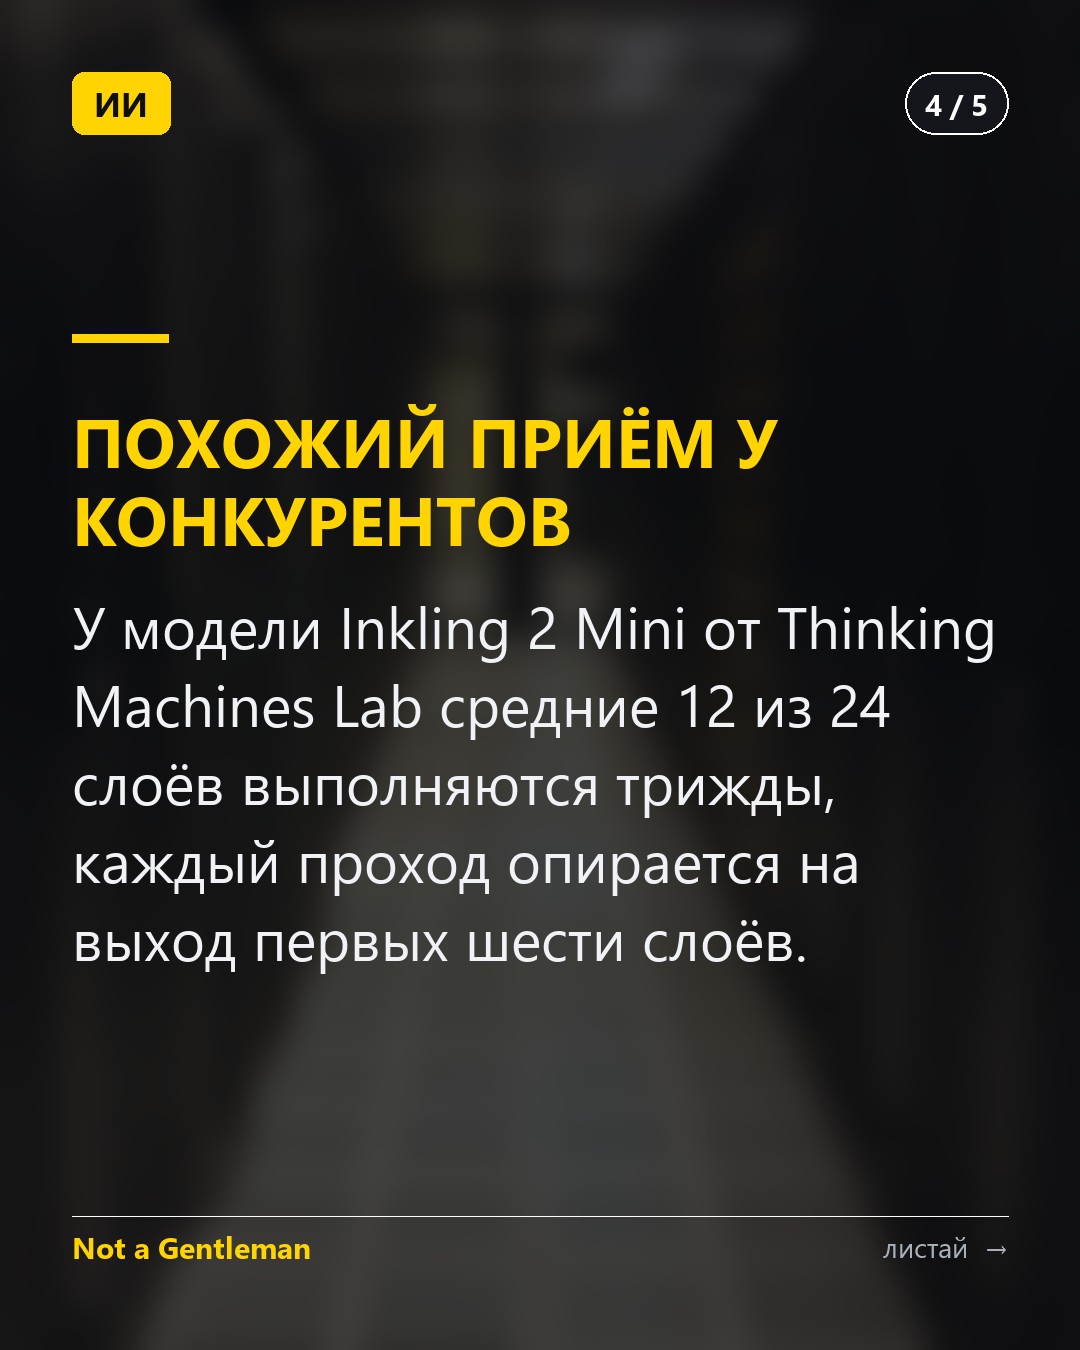 ИИ
4 / 5
ПОХОЖИЙ ПРИЁМ У
КОНКУРЕНТОВ
У модели Inkling 2 Mini от Thinking
Machines Lab средние 12 из 24
слоёв выполняются трижды,
каждый проход опирается на
выход первых шести слоёв.
Not a Gentleman
листай →